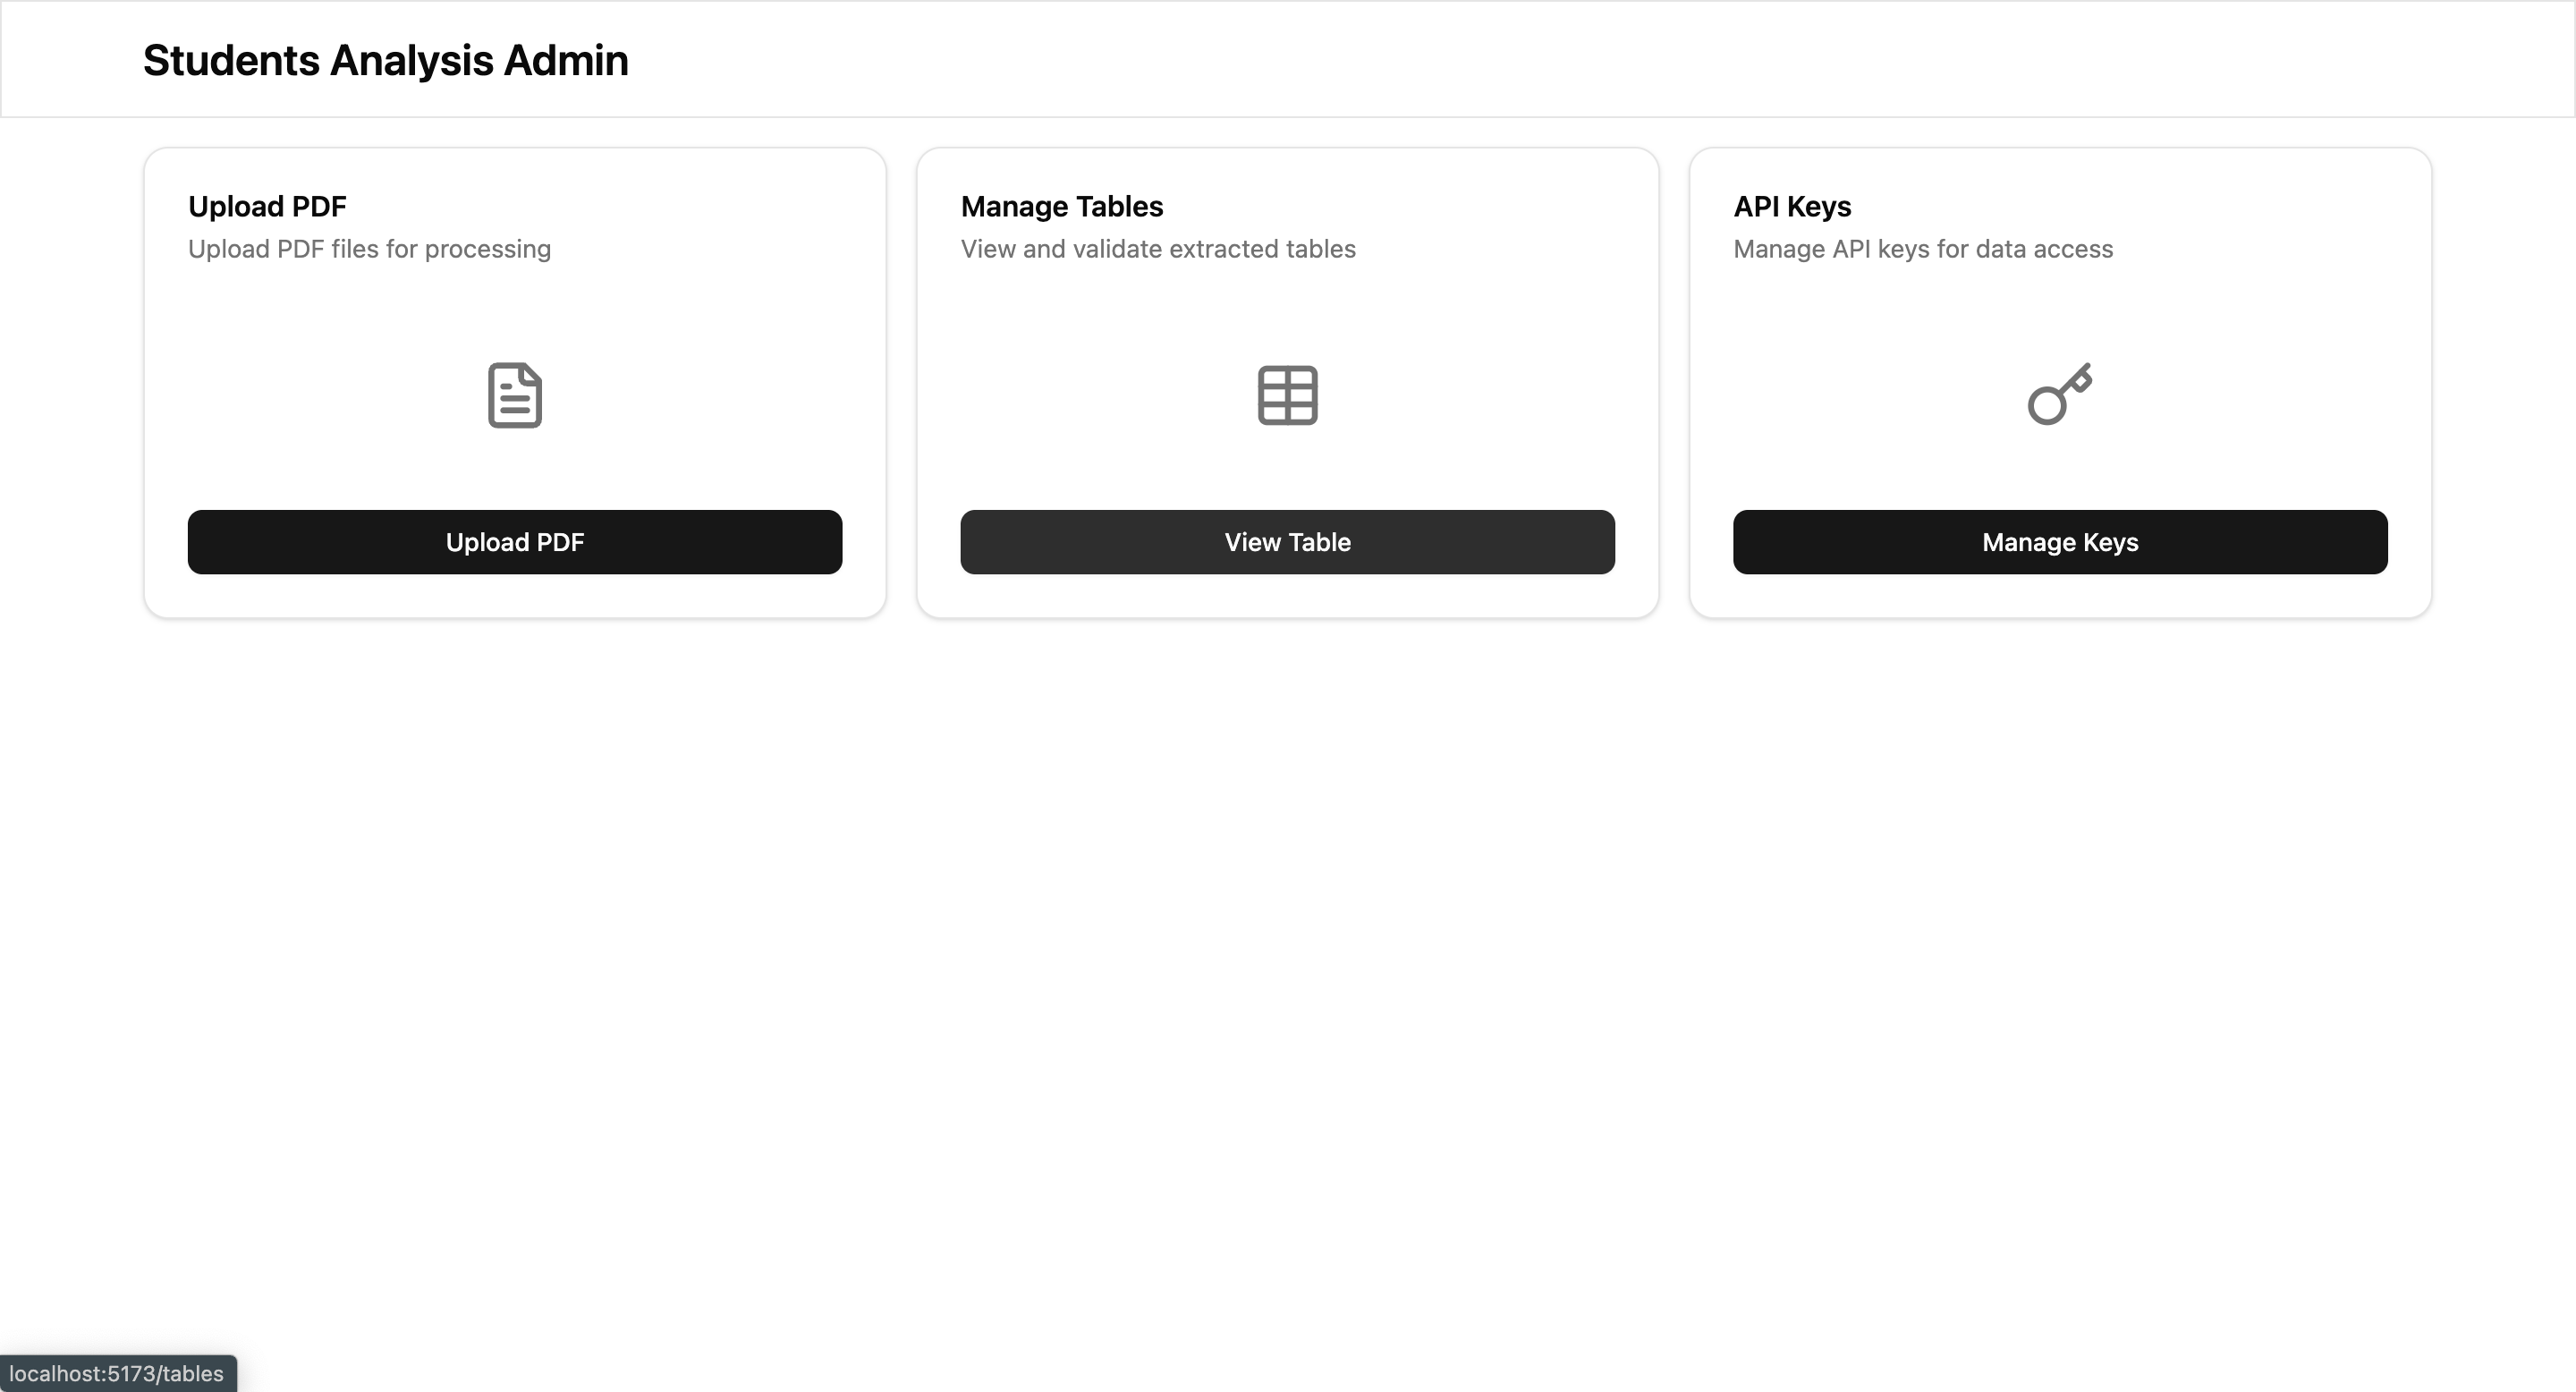 Students Analysis Admin
Upload PDF
Upload PDF files for processing
Upload PDF
Manage Tables
View and validate extracted tables
View Table
API Keys
Manage API keys for data access
Manage Keys
localhost:5173/tables